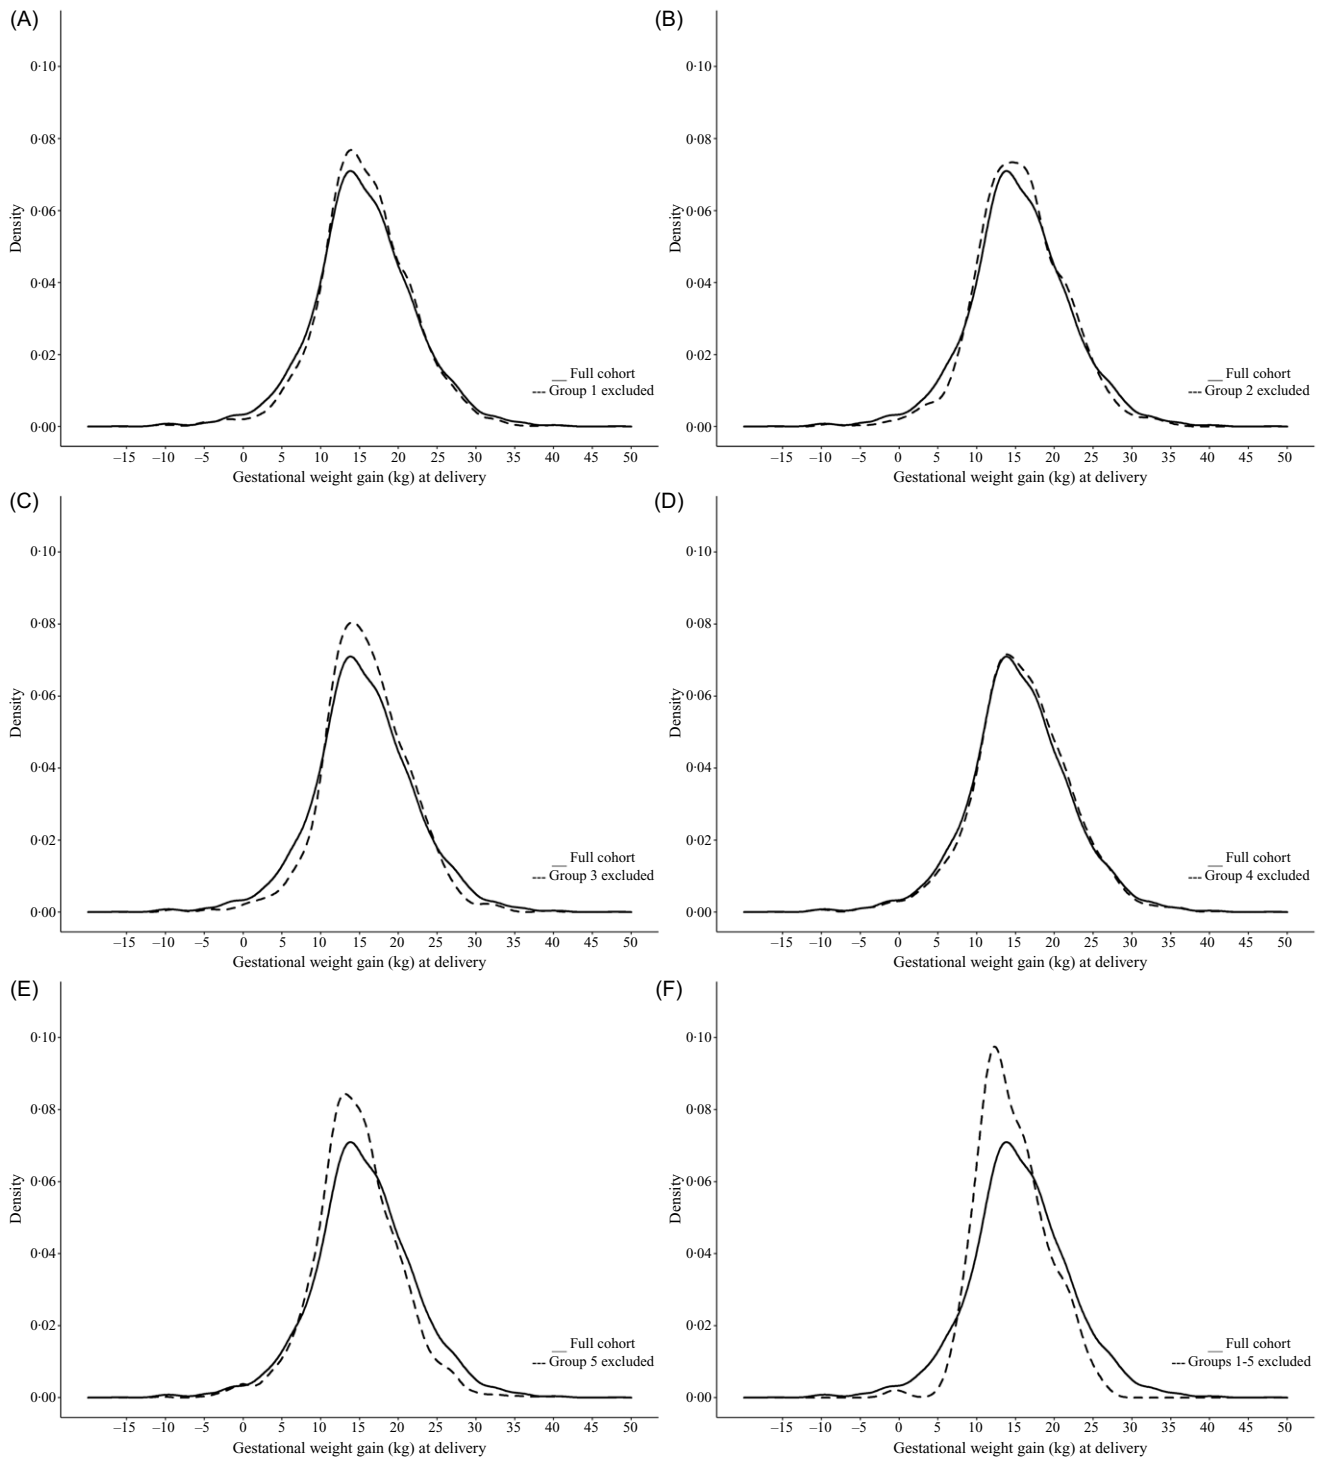 (A)
0·10
0·08
0·06
0·04
0·02
0·00
Density
Full cohort
Group 1 excluded
–15 –10 –5 0 5 10 15 20 25 30 35 40 45 50
Gestational weight gain (kg) at delivery
(B)
0·10
0·08
0·06
0·04
0·02
0·00
Density
Full cohort
Group 2 excluded
–15 –10 –5 0 5 10 15 20 25 30 35 40 45 50
Gestational weight gain (kg) at delivery
(C)
0·10
0·08
0·06
0·04
0·02
0·00
Density
Full cohort
Group 3 excluded
–15 –10 –5 0 5 10 15 20 25 30 35 40 45 50
Gestational weight gain (kg) at delivery
(D)
0·10
0·08
0·06
0·04
0·02
0·00
Density
Full cohort
Group 4 excluded
–15 –10 –5 0 5 10 15 20 25 30 35 40 45 50
Gestational weight gain (kg) at delivery
(E)
0·10
0·08
0·06
0·04
0·02
0·00
Density
Full cohort
Group 5 excluded
–15 –10 –5 0 5 10 15 20 25 30 35 40 45 50
Gestational weight gain (kg) at delivery
(F)
0·10
0·08
0·06
0·04
0·02
0·00
Density
Full cohort
Groups 1-5 excluded
–15 –10 –5 0 5 10 15 20 25 30 35 40 45 50
Gestational weight gain (kg) at delivery